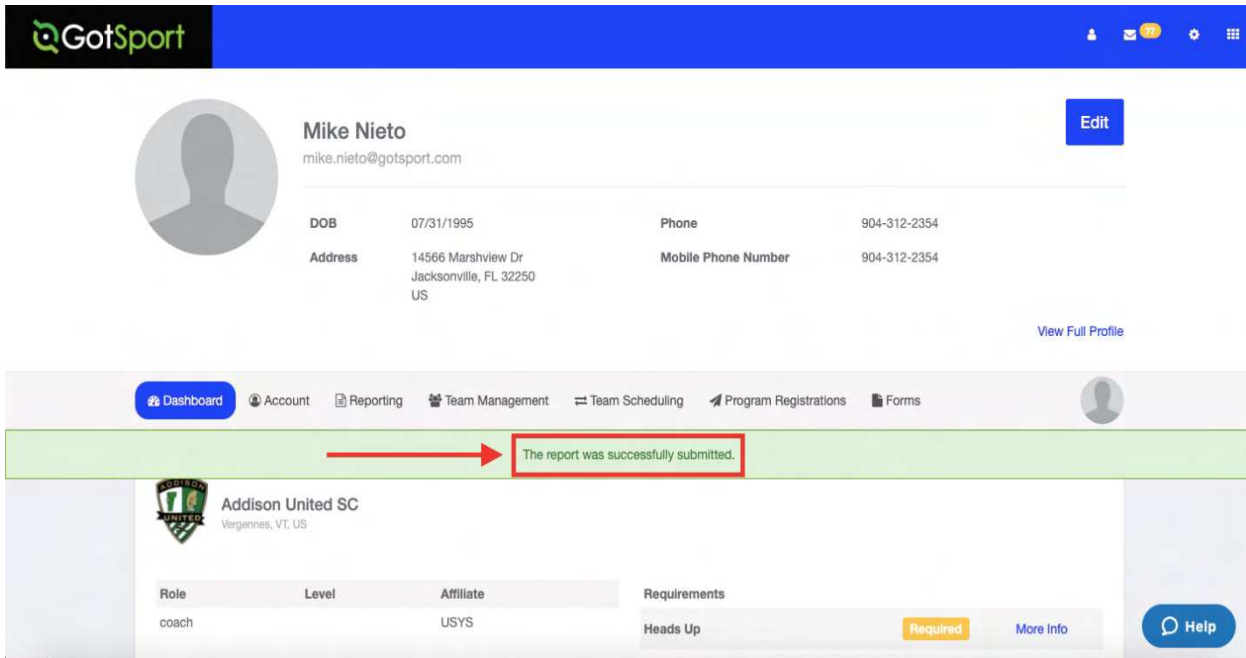 GotSport
77
Mike Nieto
mike.nieto@gotsport.com
Edit
DOB 07/31/1995 Phone 904-312-2354
Address 14566 Marshview Dr Mobile Phone Number 904-312-2354
Jacksonville, FL 32250
US
View Full Profile
Dashboard Account Reporting Team Management Team Scheduling Program Registrations Forms
The report was successfully submitted.
ADDISON
UNITED
Addison United SC
Vergennes, VT, US
Role Level Affiliate Requirements
coach USYS Heads Up Required More Info
Help